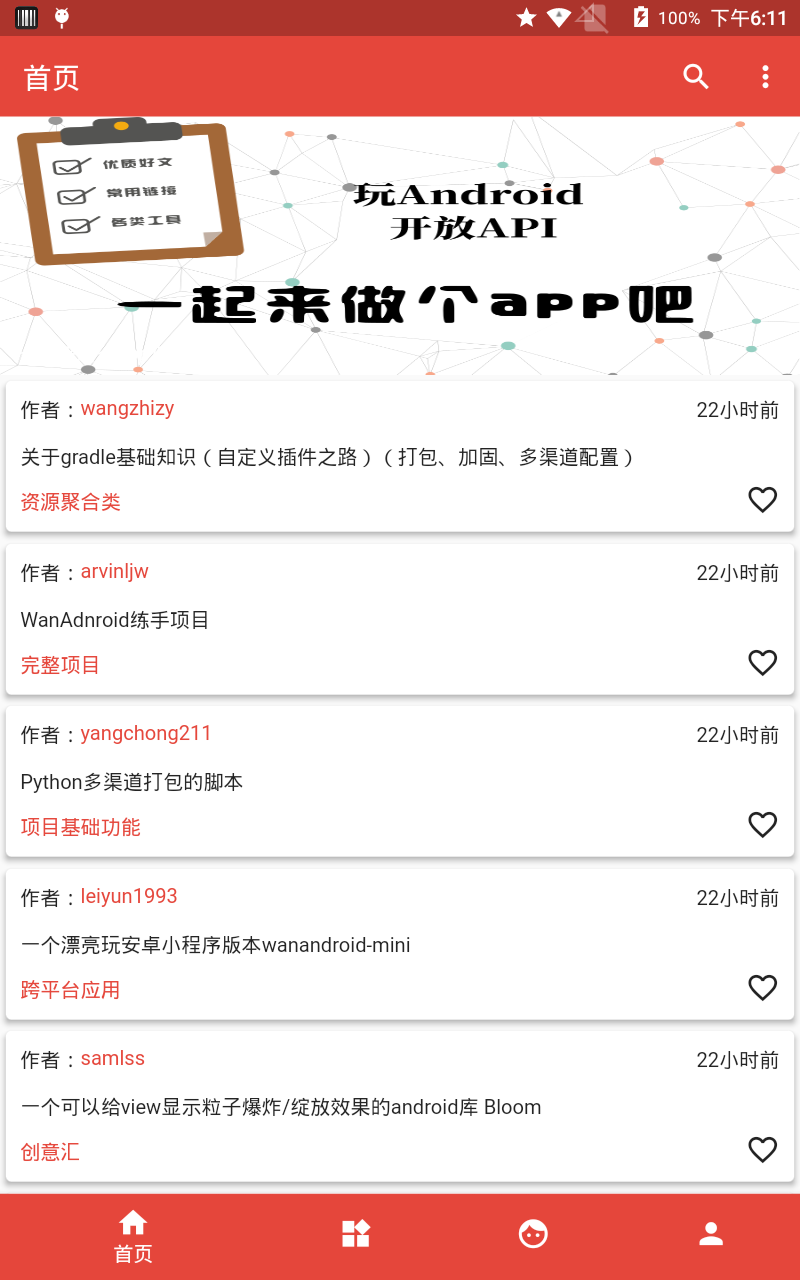 100% 下午6:11
首页
优质好文
常用链接
各类工具
玩Android
开放API
一起来做个app吧
作者：wangzhizy 22小时前
关于gradle基础知识（自定义插件之路）（打包、加固、多渠道配置）
资源聚合类
作者：arvinljw 22小时前
WanAdnroid练手项目
完整项目
作者：yangchong211 22小时前
Python多渠道打包的脚本
项目基础功能
作者：leiyun1993 22小时前
一个漂亮玩安卓小程序版本wanandroid-mini
跨平台应用
作者：samlss 22小时前
一个可以给view显示粒子爆炸/绽放效果的android库 Bloom
创意汇
首页